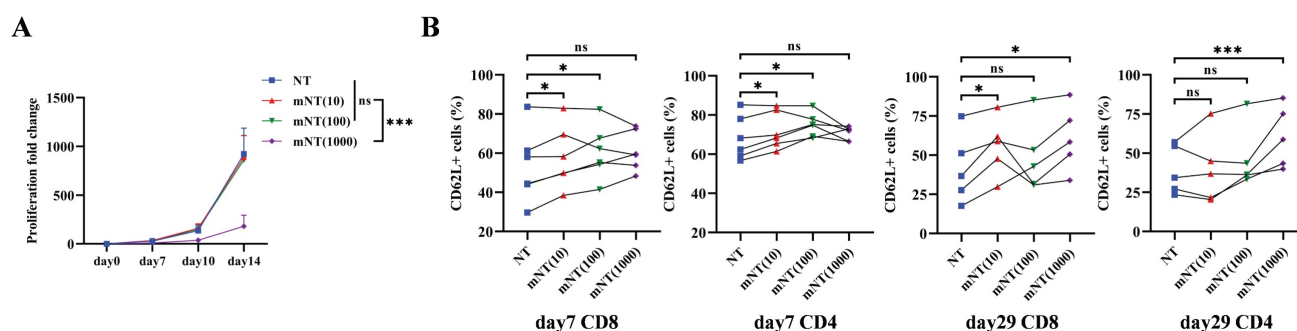 A
Proliferation fold change
1500
1000
500
0
day0 day7 day10 day14
NT
mNT(10)
mNT(100)
mNT(1000)
ns
***
B
CD62L+ cells (%)
100
80
60
40
20
ns
*
*
NT
mNT(10)
mNT(100)
mNT(1000)
day7 CD8
CD62L+ cells (%)
100
80
60
40
20
ns
*
*
NT
mNT(10)
mNT(100)
mNT(1000)
day7 CD4
CD62L+ cells (%)
100
75
50
25
0
*
ns
*
NT
mNT(10)
mNT(100)
mNT(1000)
day29 CD8
CD62L+ cells (%)
100
75
50
25
0
***
ns
ns
NT
mNT(10)
mNT(100)
mNT(1000)
day29 CD4